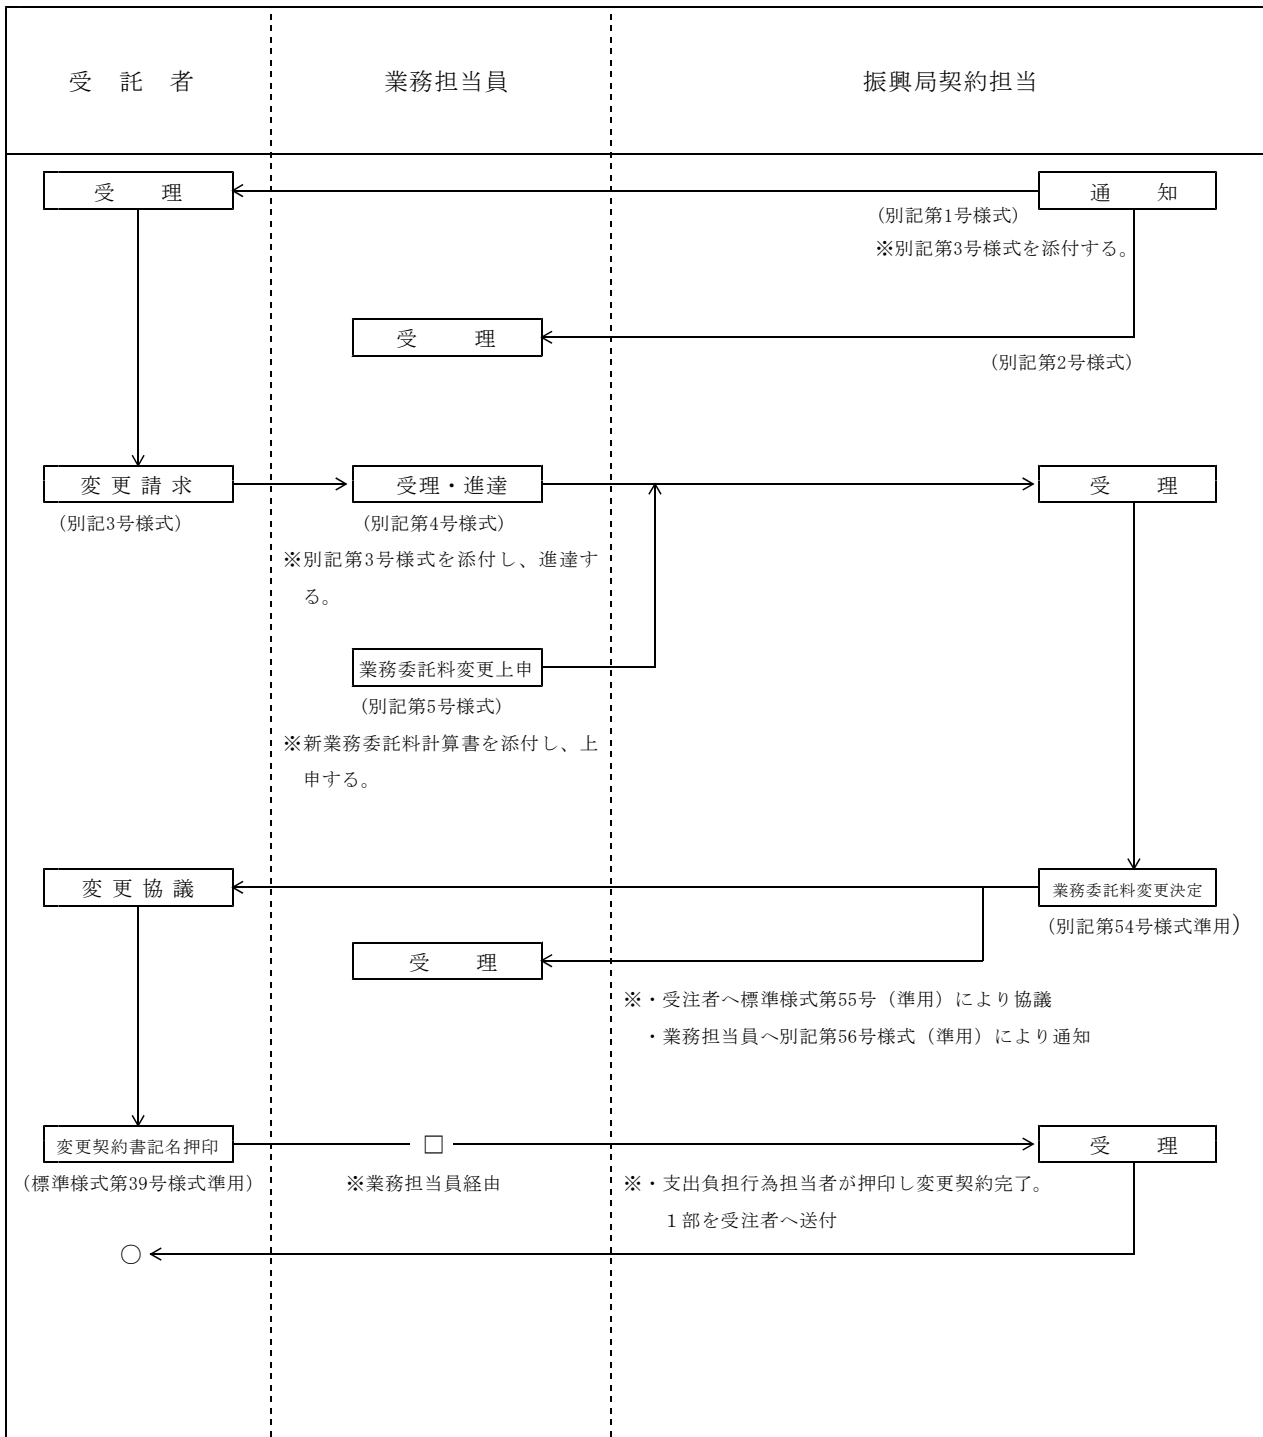 受　託　者
業務担当員
振興局契約担当
受　　理
通　　知
(別記第1号様式)
※別記第3号様式を添付する。
受　　理
(別記第2号様式)
変更請求
受理・進達
受　　理
(別記3号様式)
(別記第4号様式)
※別記第3号様式を添付し、進達す
る。
業務委託料変更上申
(別記第5号様式)
※新業務委託料計算書を添付し、上
申する。
変更協議
業務委託料変更決定
(別記第54号様式準用)
受　　理
※・受注者へ標準様式第55号（準用）により協議
・業務担当員へ別記第56号様式（準用）により通知
変更契約書記名押印
□
受　　理
(標準様式第39号様式準用)
※業務担当員経由
※・支出負担行為担当者が押印し変更契約完了。
１部を受注者へ送付
○